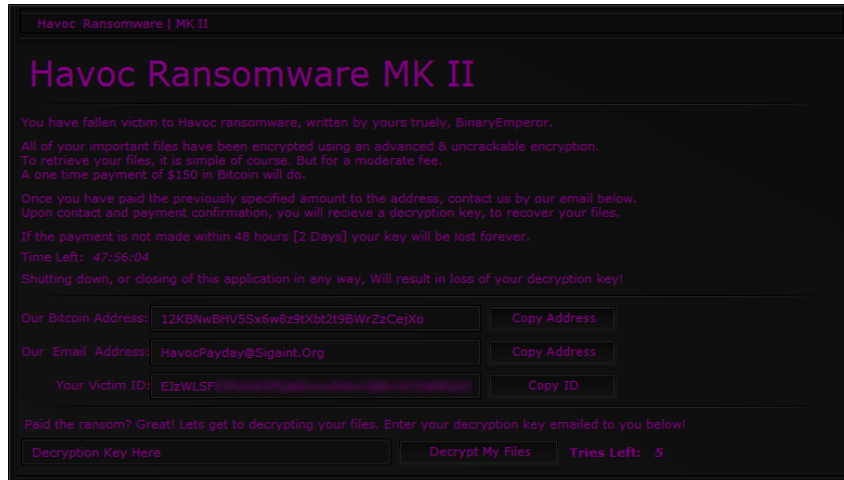 Havoc Ransomware | MK II
Havoc Ransomware MK II
You have fallen victim to Havoc ransomware, written by yours truely, BinaryEmperor.
All of your important files have been encrypted using an advanced & uncrackable encryption.
To retrieve your files, it is simple of course. But for a moderate fee.
A one time payment of $150 in Bitcoin will do.
Once you have paid the previously specified amount to the address, contact us by our email below.
Upon contact and payment confirmation, you will recieve a decryption key, to recover your files.
If the payment is not made within 48 hours [2 Days] your key will be lost forever.
Time Left: 47:56:04
Shutting down, or closing of this application in any way, Will result in loss of your decryption key!
Our Bitcoin Address: 12KBNwBHV5Sx6w8z9tXbt2t9BWrZzCejXo Copy Address
Our Email Address: HavocPayday@Sigaint.Org Copy Address
Your Victim ID: EJzWLSF Copy ID
Paid the ransom? Great! Lets get to decrypting your files. Enter your decryption key emailed to you below!
Decryption Key Here Decrypt My Files Tries Left: 5